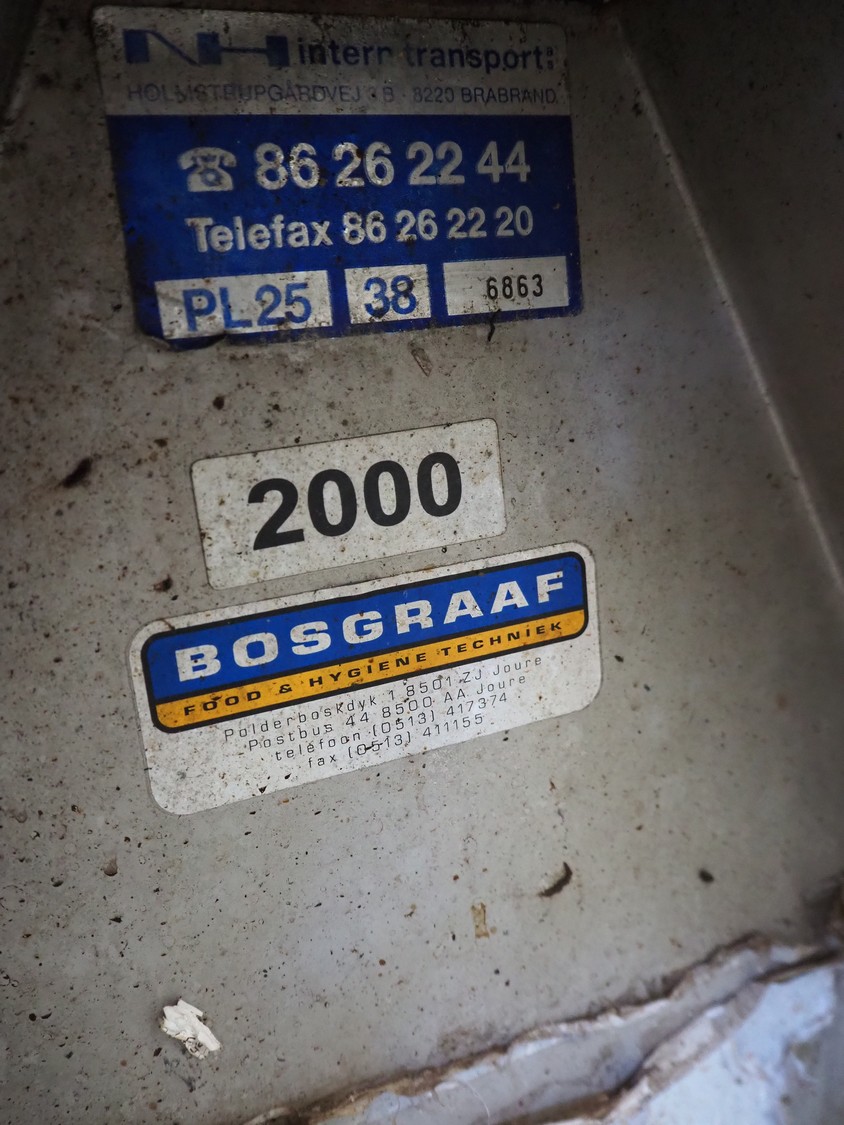 NH intern transport a/s
HOLMSTRUPGÅRDVEJ 3 B · 8220 BRABRAND.
☎ 86 26 22 44
Telefax 86 26 22 20
PL25 38 6863
2000
BOSGRAAF
FOOD & HYGIENE TECHNIEK
Polderboskdyk 1 8501 ZJ Joure
Postbus 44 8500 AA Joure
telefoon (0513) 417374
fax (0513) 411155